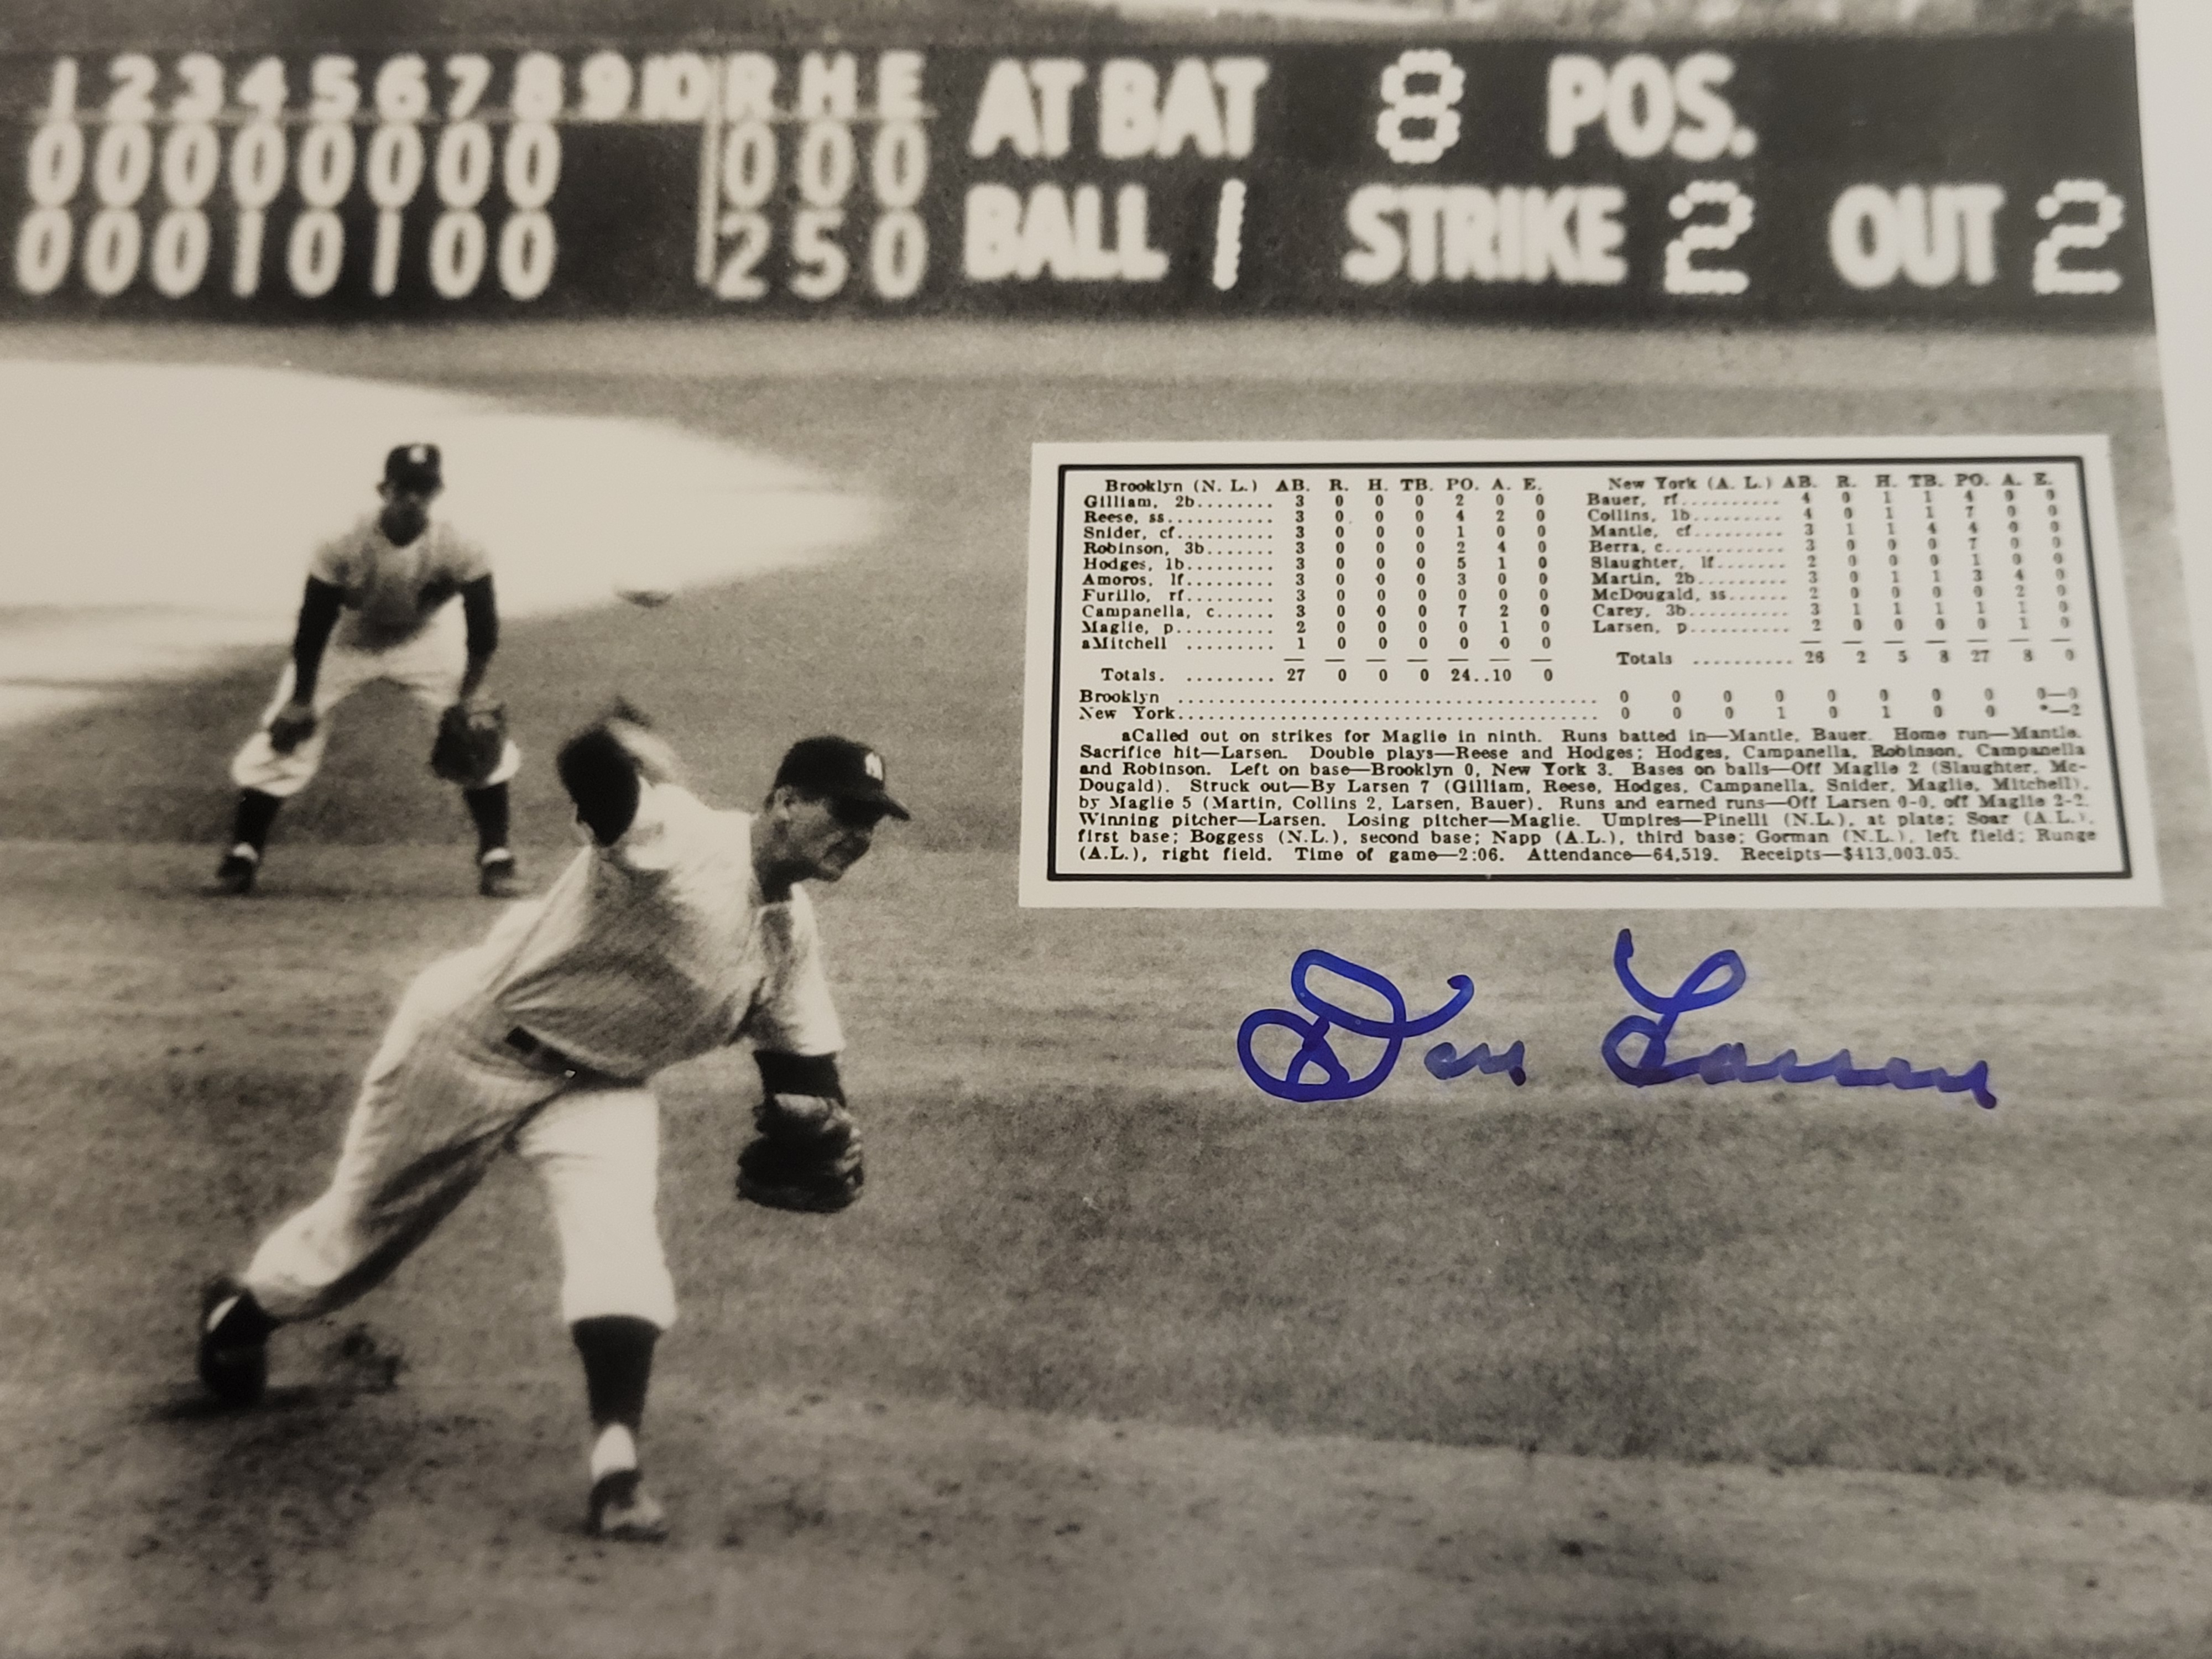 1 2 3 4 5 6 7 8 9 10 R H E AT BAT 8 POS.
0 0 0 0 0 0 0 0 0 0 0
0 0 0 1 0 1 0 0 2 5 0 BALL 1 STRIKE 2 OUT 2
Brooklyn (N. L.) AB. R. H. TB. PO. A. E.
Gilliam, 2b........ 3 0 0 0 2 0 0
Reese, ss........... 3 0 0 0 4 2 0
Snider, cf.......... 3 0 0 0 1 0 0
Robinson, 3b....... 3 0 0 0 2 4 0
Hodges, 1b......... 3 0 0 0 5 1 0
Amoros, lf.......... 3 0 0 0 3 0 0
Furillo, rf.......... 3 0 0 0 0 0 0
Campanella, c...... 3 0 0 0 7 2 0
Maglie, p........... 2 0 0 0 0 1 0
aMitchell ......... 1 0 0 0 0 0 0
Totals. ......... 27 0 0 0 24..10 0
New York (A. L.) AB. R. H. TB. PO. A. E.
Bauer, rf........... 4 0 1 1 4 0 0
Collins, 1b......... 4 0 1 1 7 0 0
Mantle, cf......... 3 1 1 4 4 0 0
Berra, c............ 3 0 0 0 7 0 0
Slaughter, lf....... 2 0 0 0 1 0 0
Martin, 2b......... 3 0 1 1 3 4 0
McDougald, ss...... 2 0 0 0 0 2 0
Carey, 3b.......... 3 1 1 1 1 1 0
Larsen, p.......... 2 0 0 0 0 1 0
Totals .......... 26 2 5 8 27 8 0
Brooklyn ........................................ 0 0 0 0 0 0 0 0 0—0
New York........................................ 0 0 0 1 0 1 0 0 *—2
aCalled out on strikes for Maglie in ninth. Runs batted in—Mantle, Bauer. Home run—Mantle.
Sacrifice hit—Larsen. Double plays—Reese and Hodges; Hodges, Campanella, Robinson, Campanella
and Robinson. Left on base—Brooklyn 0, New York 3. Bases on balls—Off Maglie 2 (Slaughter, Mc-
Dougald). Struck out—By Larsen 7 (Gilliam, Reese, Hodges, Campanella, Snider, Maglie, Mitchell),
by Maglie 5 (Martin, Collins 2, Larsen, Bauer). Runs and earned runs—Off Larsen 0-0, off Maglie 2-2.
Winning pitcher—Larsen. Losing pitcher—Maglie. Umpires—Pinelli (N.L.), at plate; Soar (A.L.),
first base; Boggess (N.L.), second base; Napp (A.L.), third base; Gorman (N.L.), left field; Runge
(A.L.), right field. Time of game—2:06. Attendance—64,519. Receipts—$413,003.05.
Don Larsen